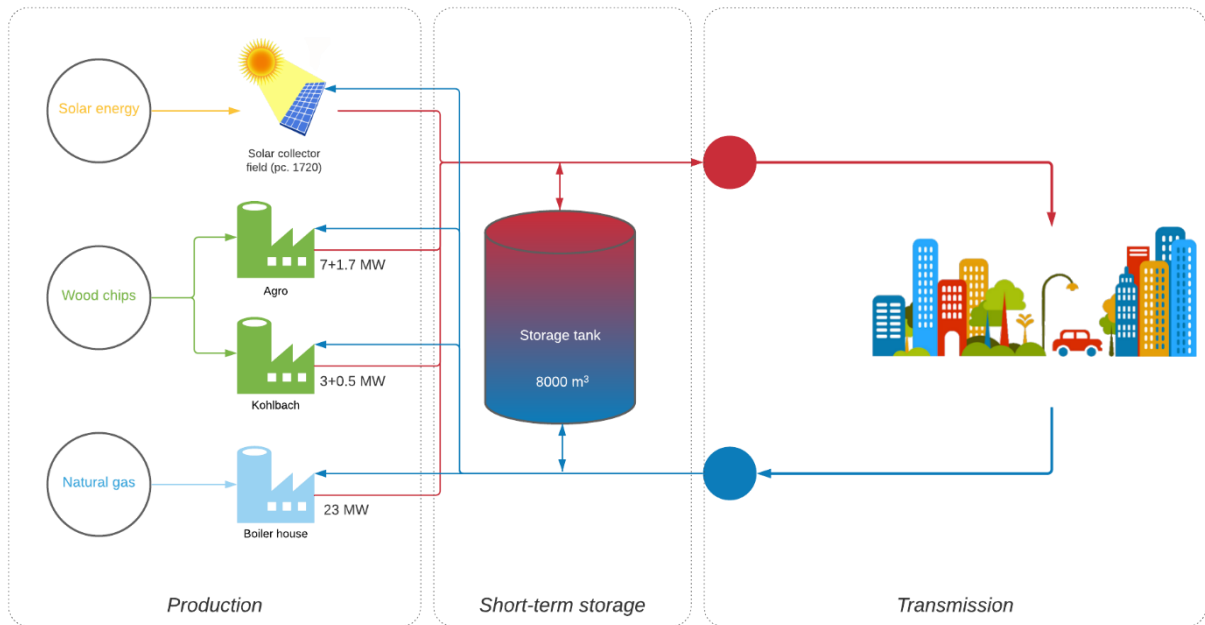 Solar energy
Solar collector
field (pc. 1720)
Wood chips
7+1.7 MW
Agro
3+0.5 MW
Kohlbach
Natural gas
23 MW
Boiler house
Production
Storage tank
8000 m³
Short-term storage
Transmission